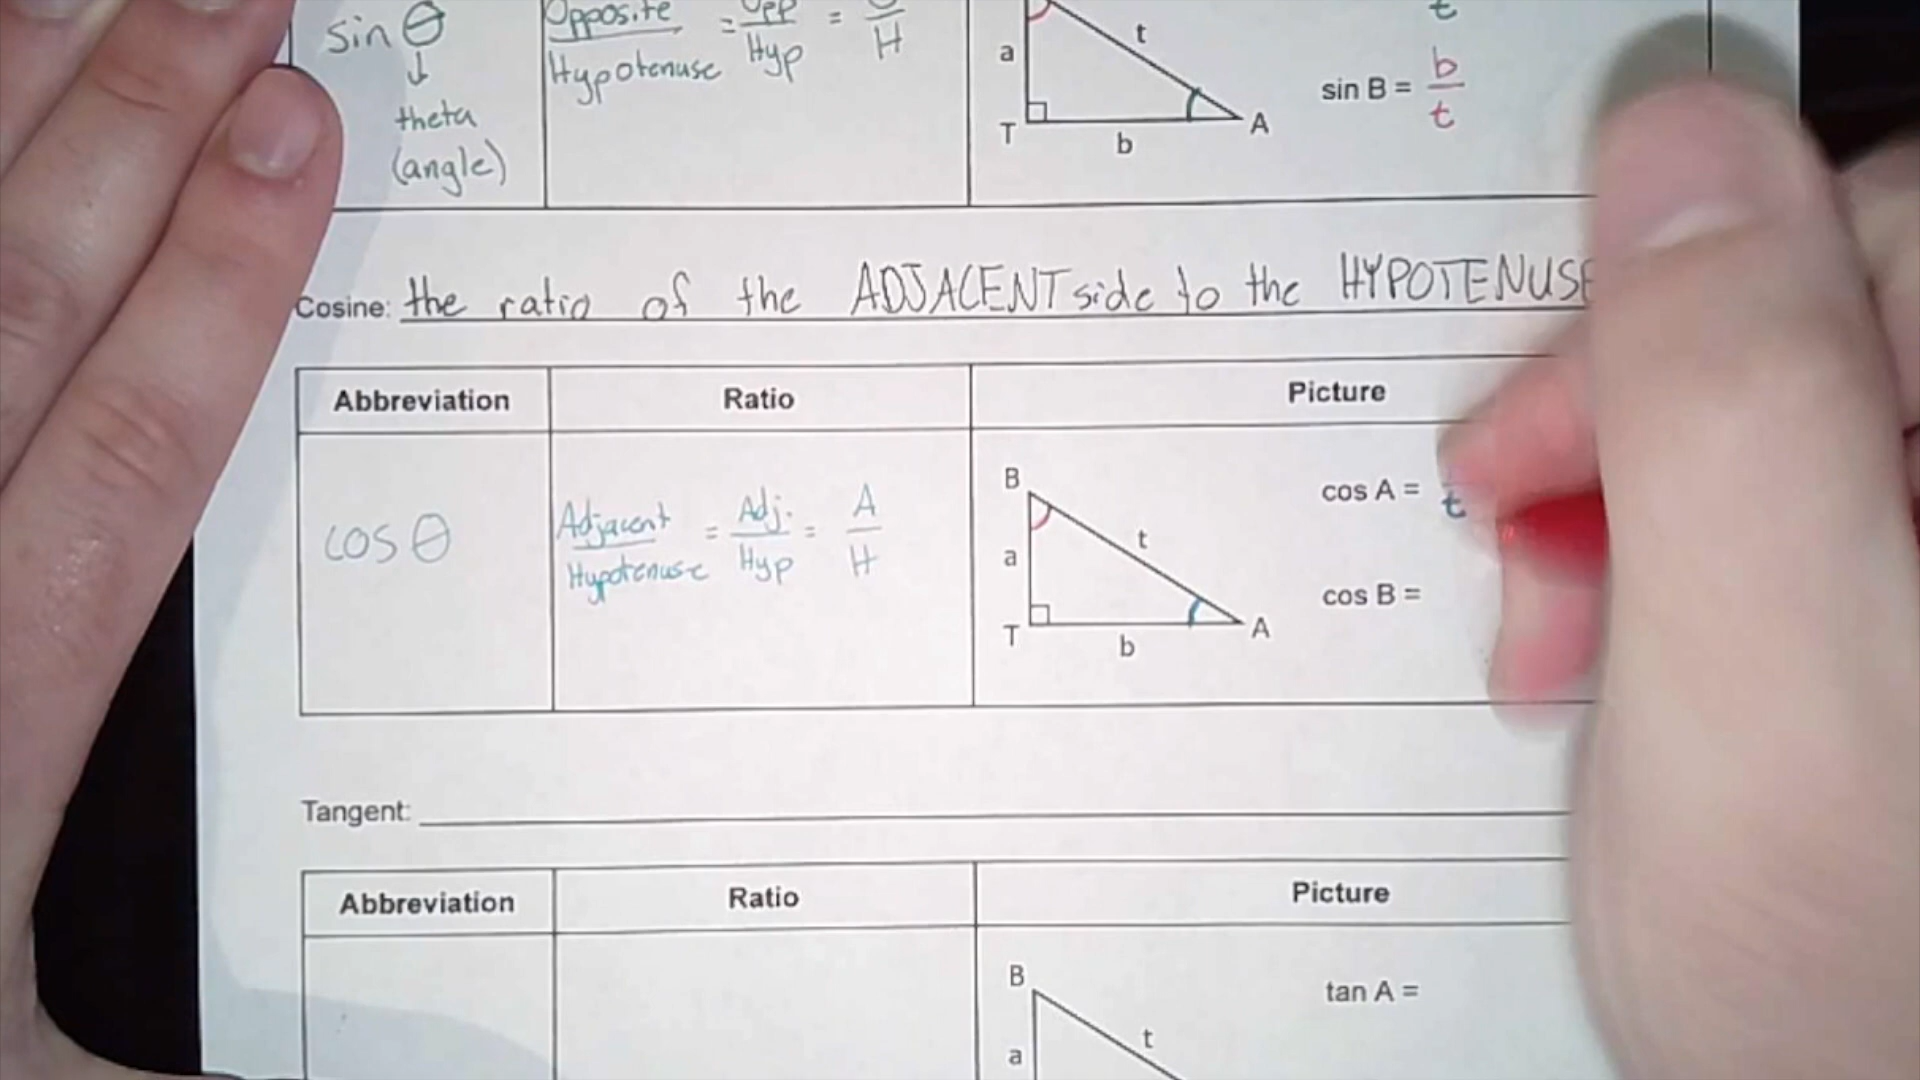 sin θ
↓
theta
(angle)
Opposite = Opp =
Hypotenuse Hyp H
a
t
T
b
A
t
sin B = b
t
Cosine: the ratio of the ADJACENT side to the HYPOTENUSE
Abbreviation Ratio Picture
cos θ
Adjacent = Adj. = A
Hypotenuse Hyp H
B
a
t
T
b
A
cos A =
t
cos B =
Tangent:
Abbreviation Ratio Picture
B
a
t
tan A =